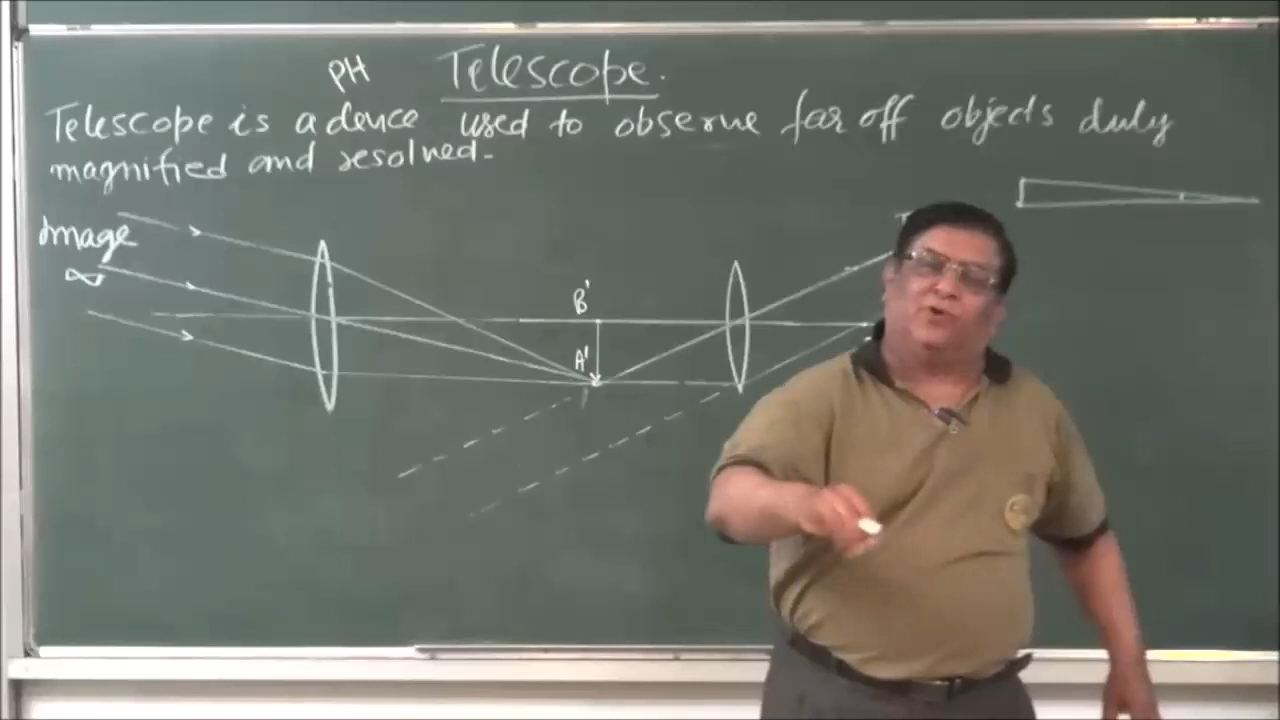 PH Telescope.
Telescope is a device used to observe far off objects duly
magnified and resolved.
Image
∞
B'
A'